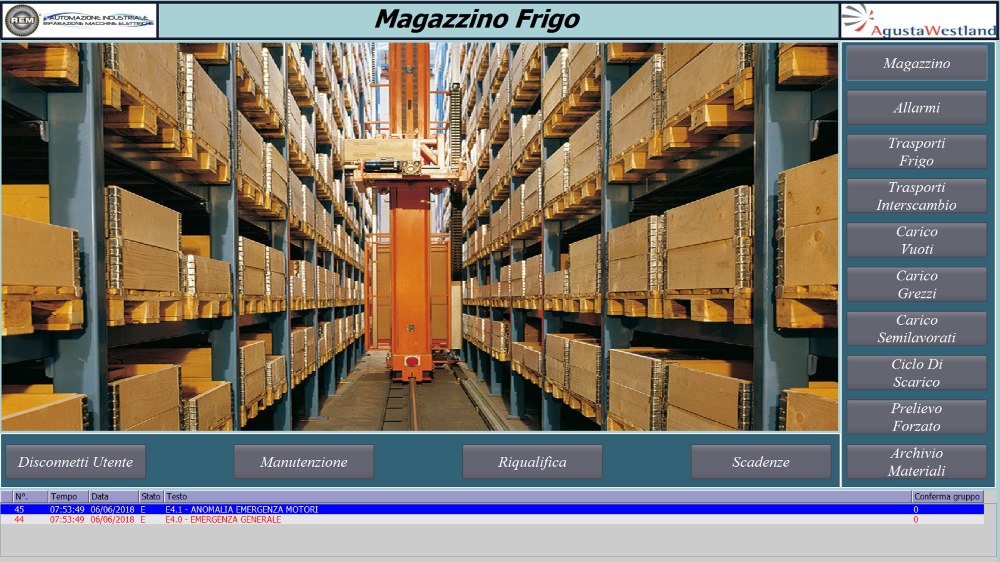 REM
AUTOMAZIONE INDUSTRIALE
RIPARAZIONE MACCHINE ELETTRICHE
Magazzino Frigo
AgustaWestland
Magazzino
Allarmi
Trasporti
Frigo
Trasporti
Interscambio
Carico
Vuoti
Carico
Grezzi
Carico
Semilavorati
Ciclo Di
Scarico
Prelievo
Forzato
Archivio
Materiali
Disconnetti Utente
Manutenzione
Riqualifica
Scadenze
N°. Tempo Data Stato Testo Conferma gruppo
45 07:53:49 06/06/2018 E E4.1 - ANOMALIA EMERGENZA MOTORI 0
44 07:53:49 06/06/2018 E E4.0 - EMERGENZA GENERALE 0